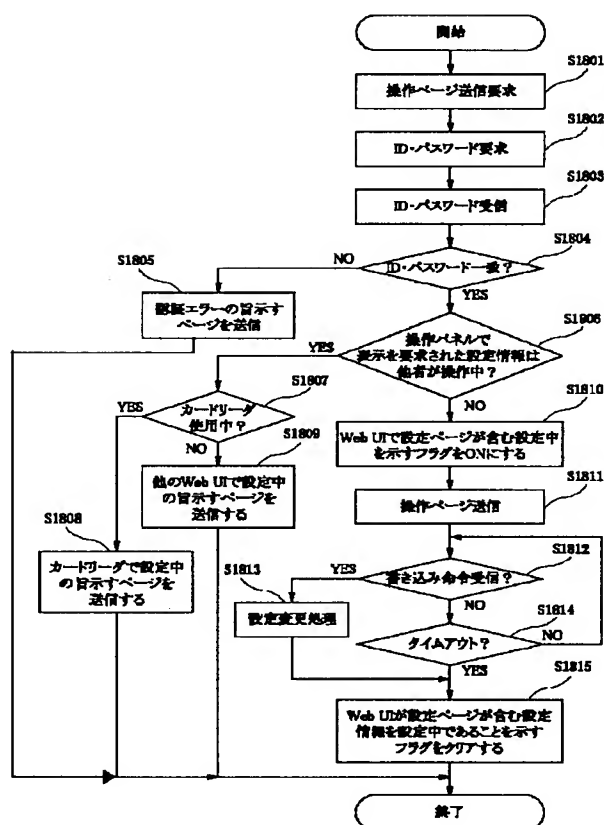 開始
S1801
操作ページ送信要求
S1802
ID・パスワード要求
S1803
ID・パスワード受信
S1804
ID・パスワード一致?
NO
YES
S1805
認証エラーの旨示す
ページを送信
S1806
操作パネルで
表示を要求された設定情報は
他者が操作中?
YES
NO
S1807
カードリーダ
使用中?
YES
NO
S1808
カードリーダで設定中
の旨示すページを
送信する
S1809
他のWeb UIで設定中
の旨示すページを
送信する
S1810
Web UIで設定ページが含む設定中
を示すフラグをONにする
S1811
操作ページ送信
S1812
書き込み命令受信?
YES
NO
S1813
設定変更処理
S1814
タイムアウト?
NO
YES
S1815
Web UIが設定ページが含む設定
情報を設定中であることを示す
フラグをクリアする
終了